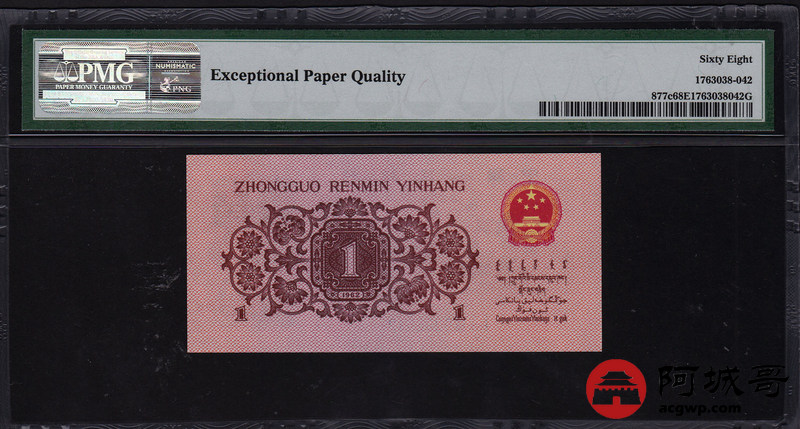 PMG
PAPER MONEY GUARANTY
NUMISMATIC
PNG
Exceptional Paper Quality
Sixty Eight
1763038-042
877c68E1763038042G
ZHONGGUO RENMIN YINHANG
1
1962
1
1
阿城哥
acgwp.com